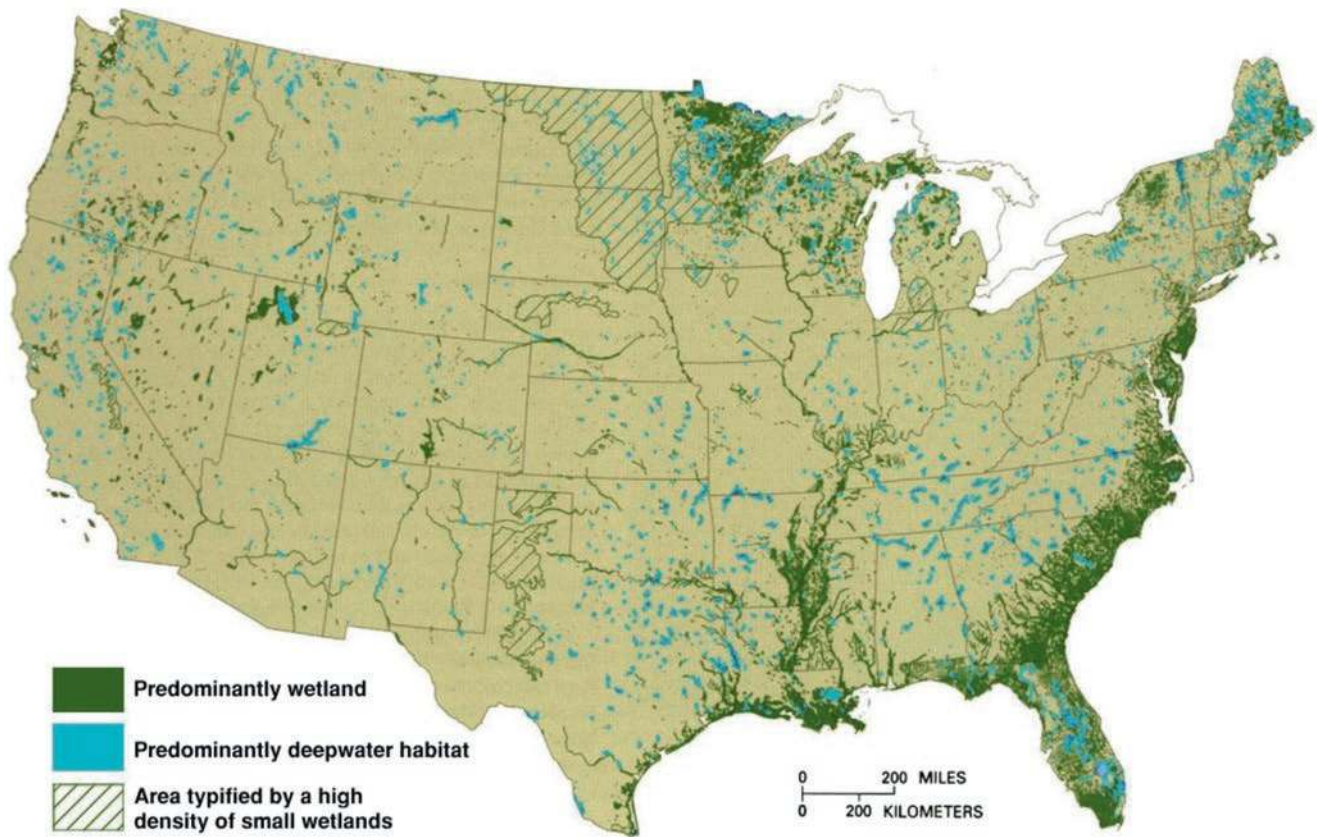 Predominantly wetland
Predominantly deepwater habitat
Area typified by a high
density of small wetlands
0 200 MILES
0 200 KILOMETERS